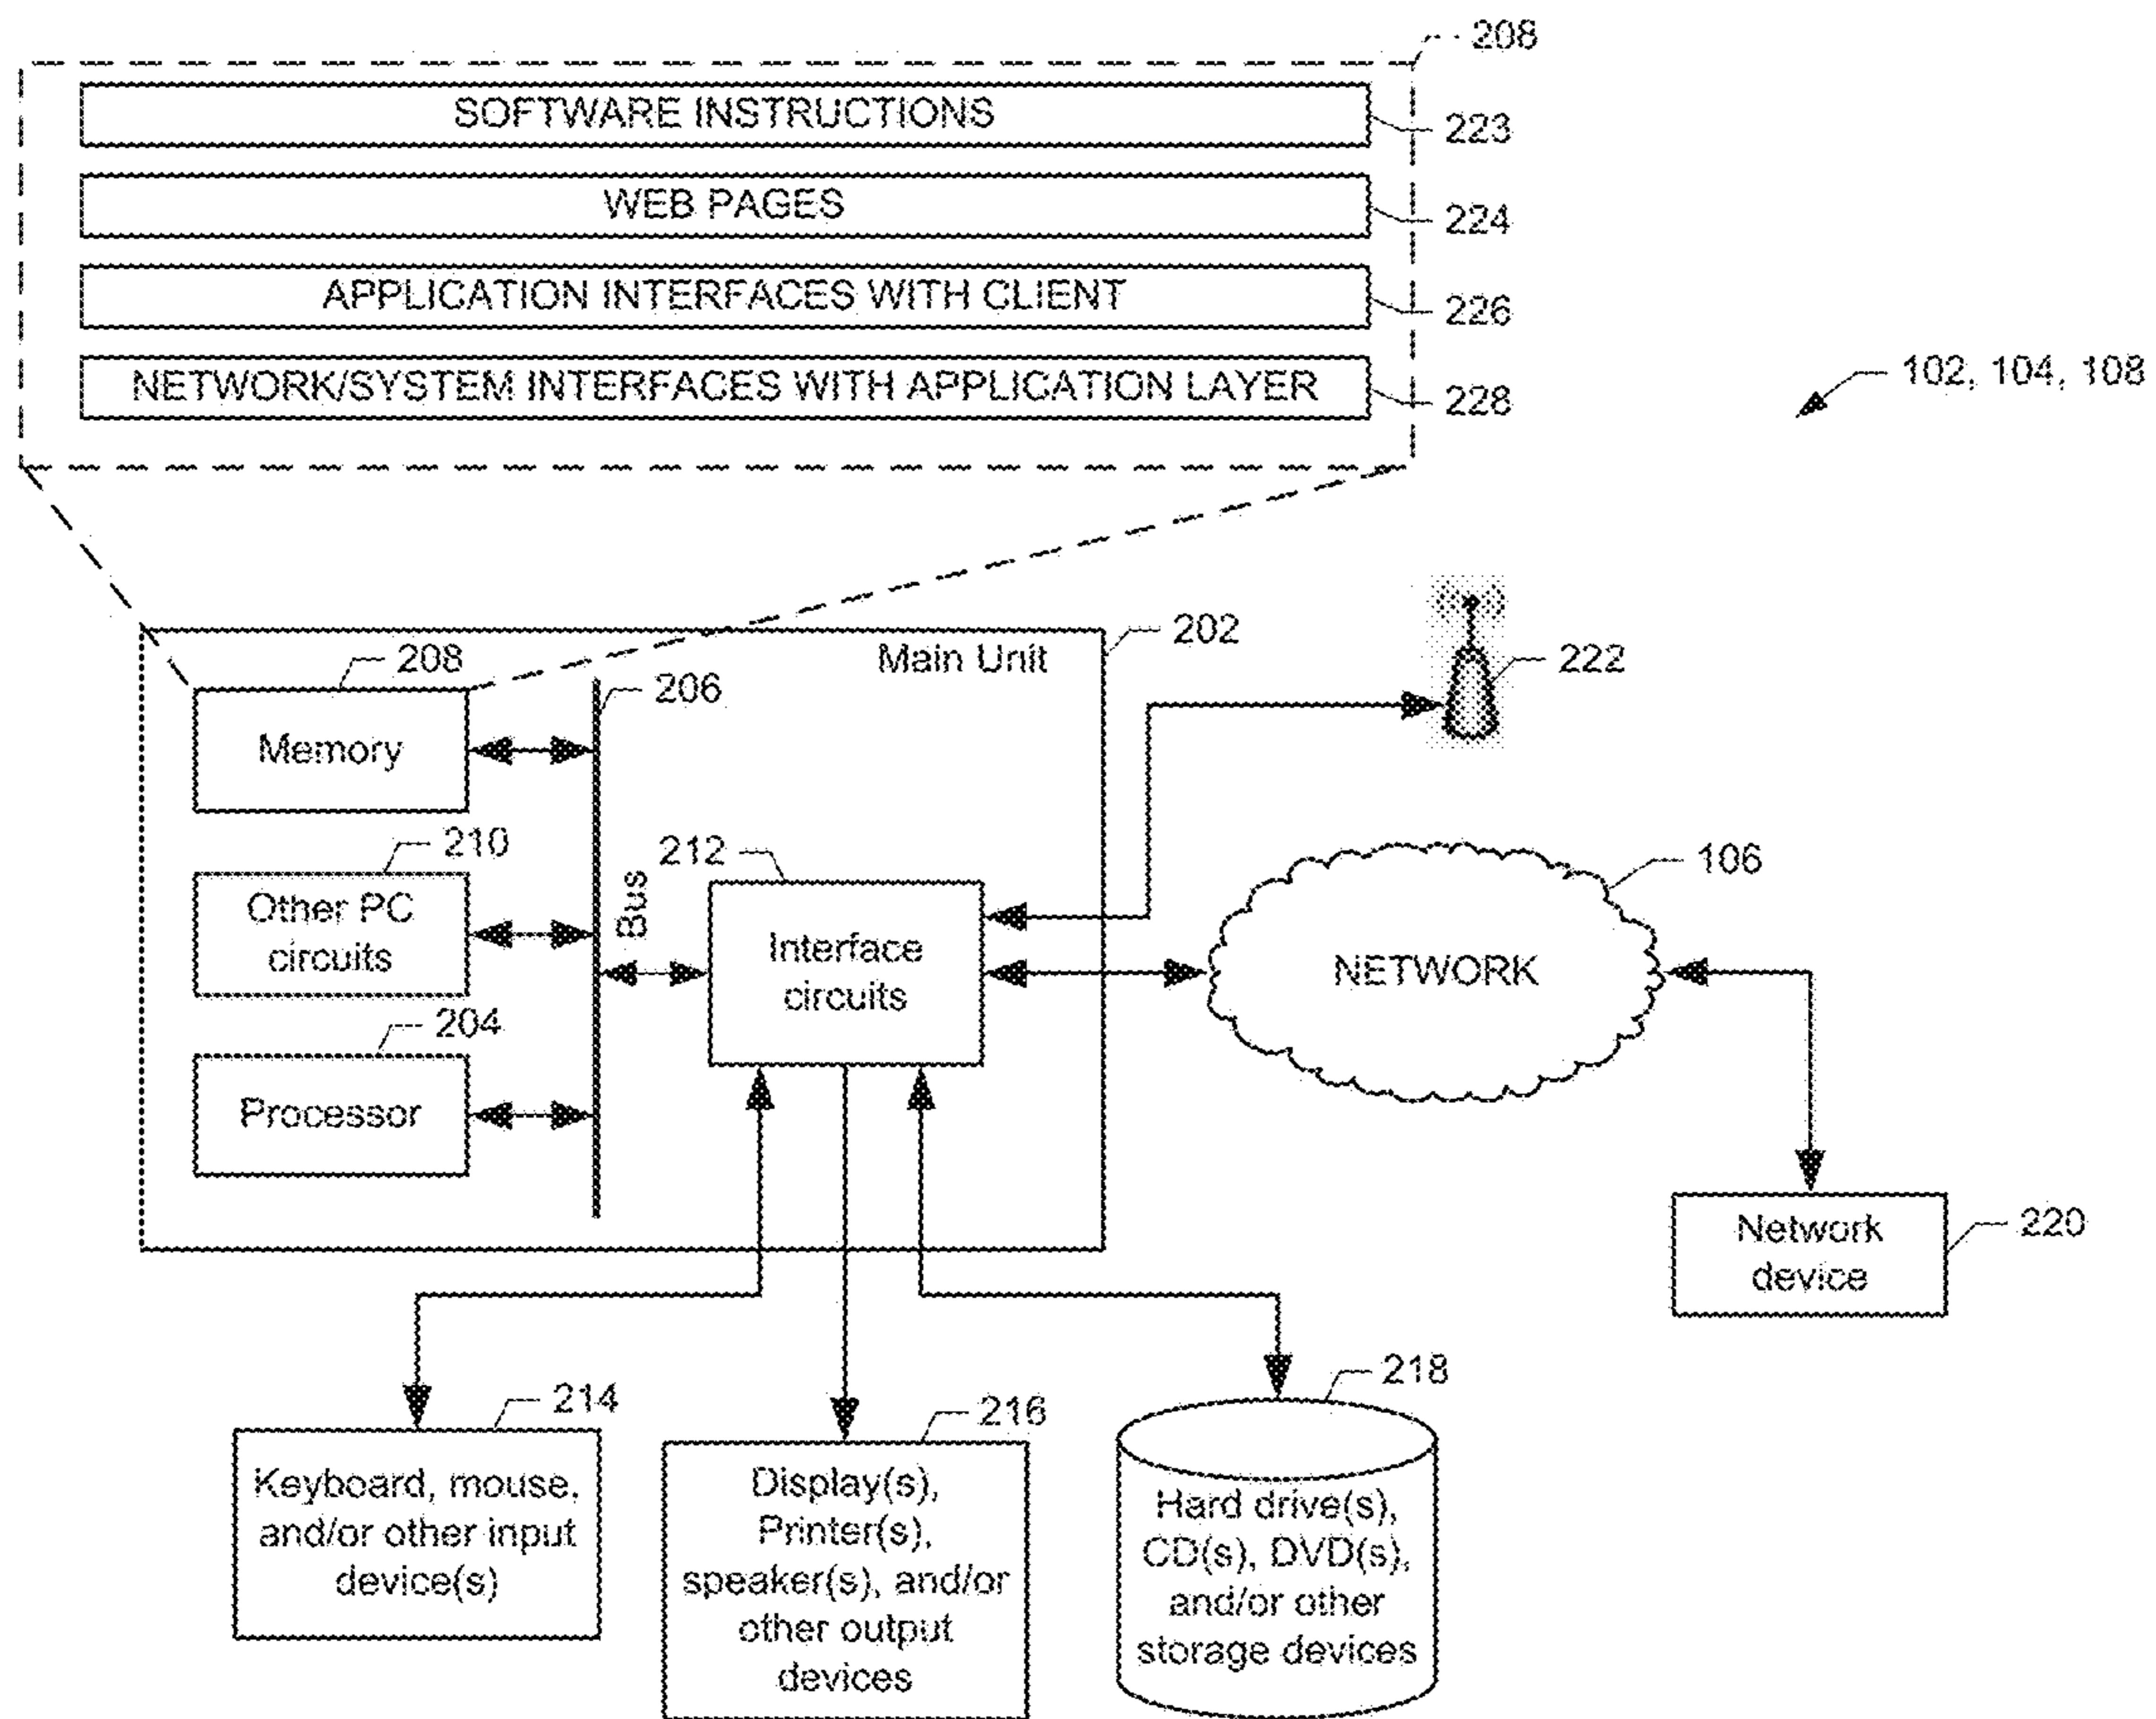 208
SOFTWARE INSTRUCTIONS
223
WEB PAGES
224
APPLICATION INTERFACES WITH CLIENT
226
NETWORK/SYSTEM INTERFACES WITH APPLICATION LAYER
228
102, 104, 108
202
Main Unit
208
206
222
Memory
210
212
106
Other PC
circuits
Bus
Interface
circuits
NETWORK
204
Processor
Network
device
220
214
216
218
Keyboard, mouse,
and/or other input
device(s)
Display(s),
Printer(s),
speaker(s), and/or
other output
devices
Hard drive(s),
CD(s), DVD(s),
and/or other
storage devices